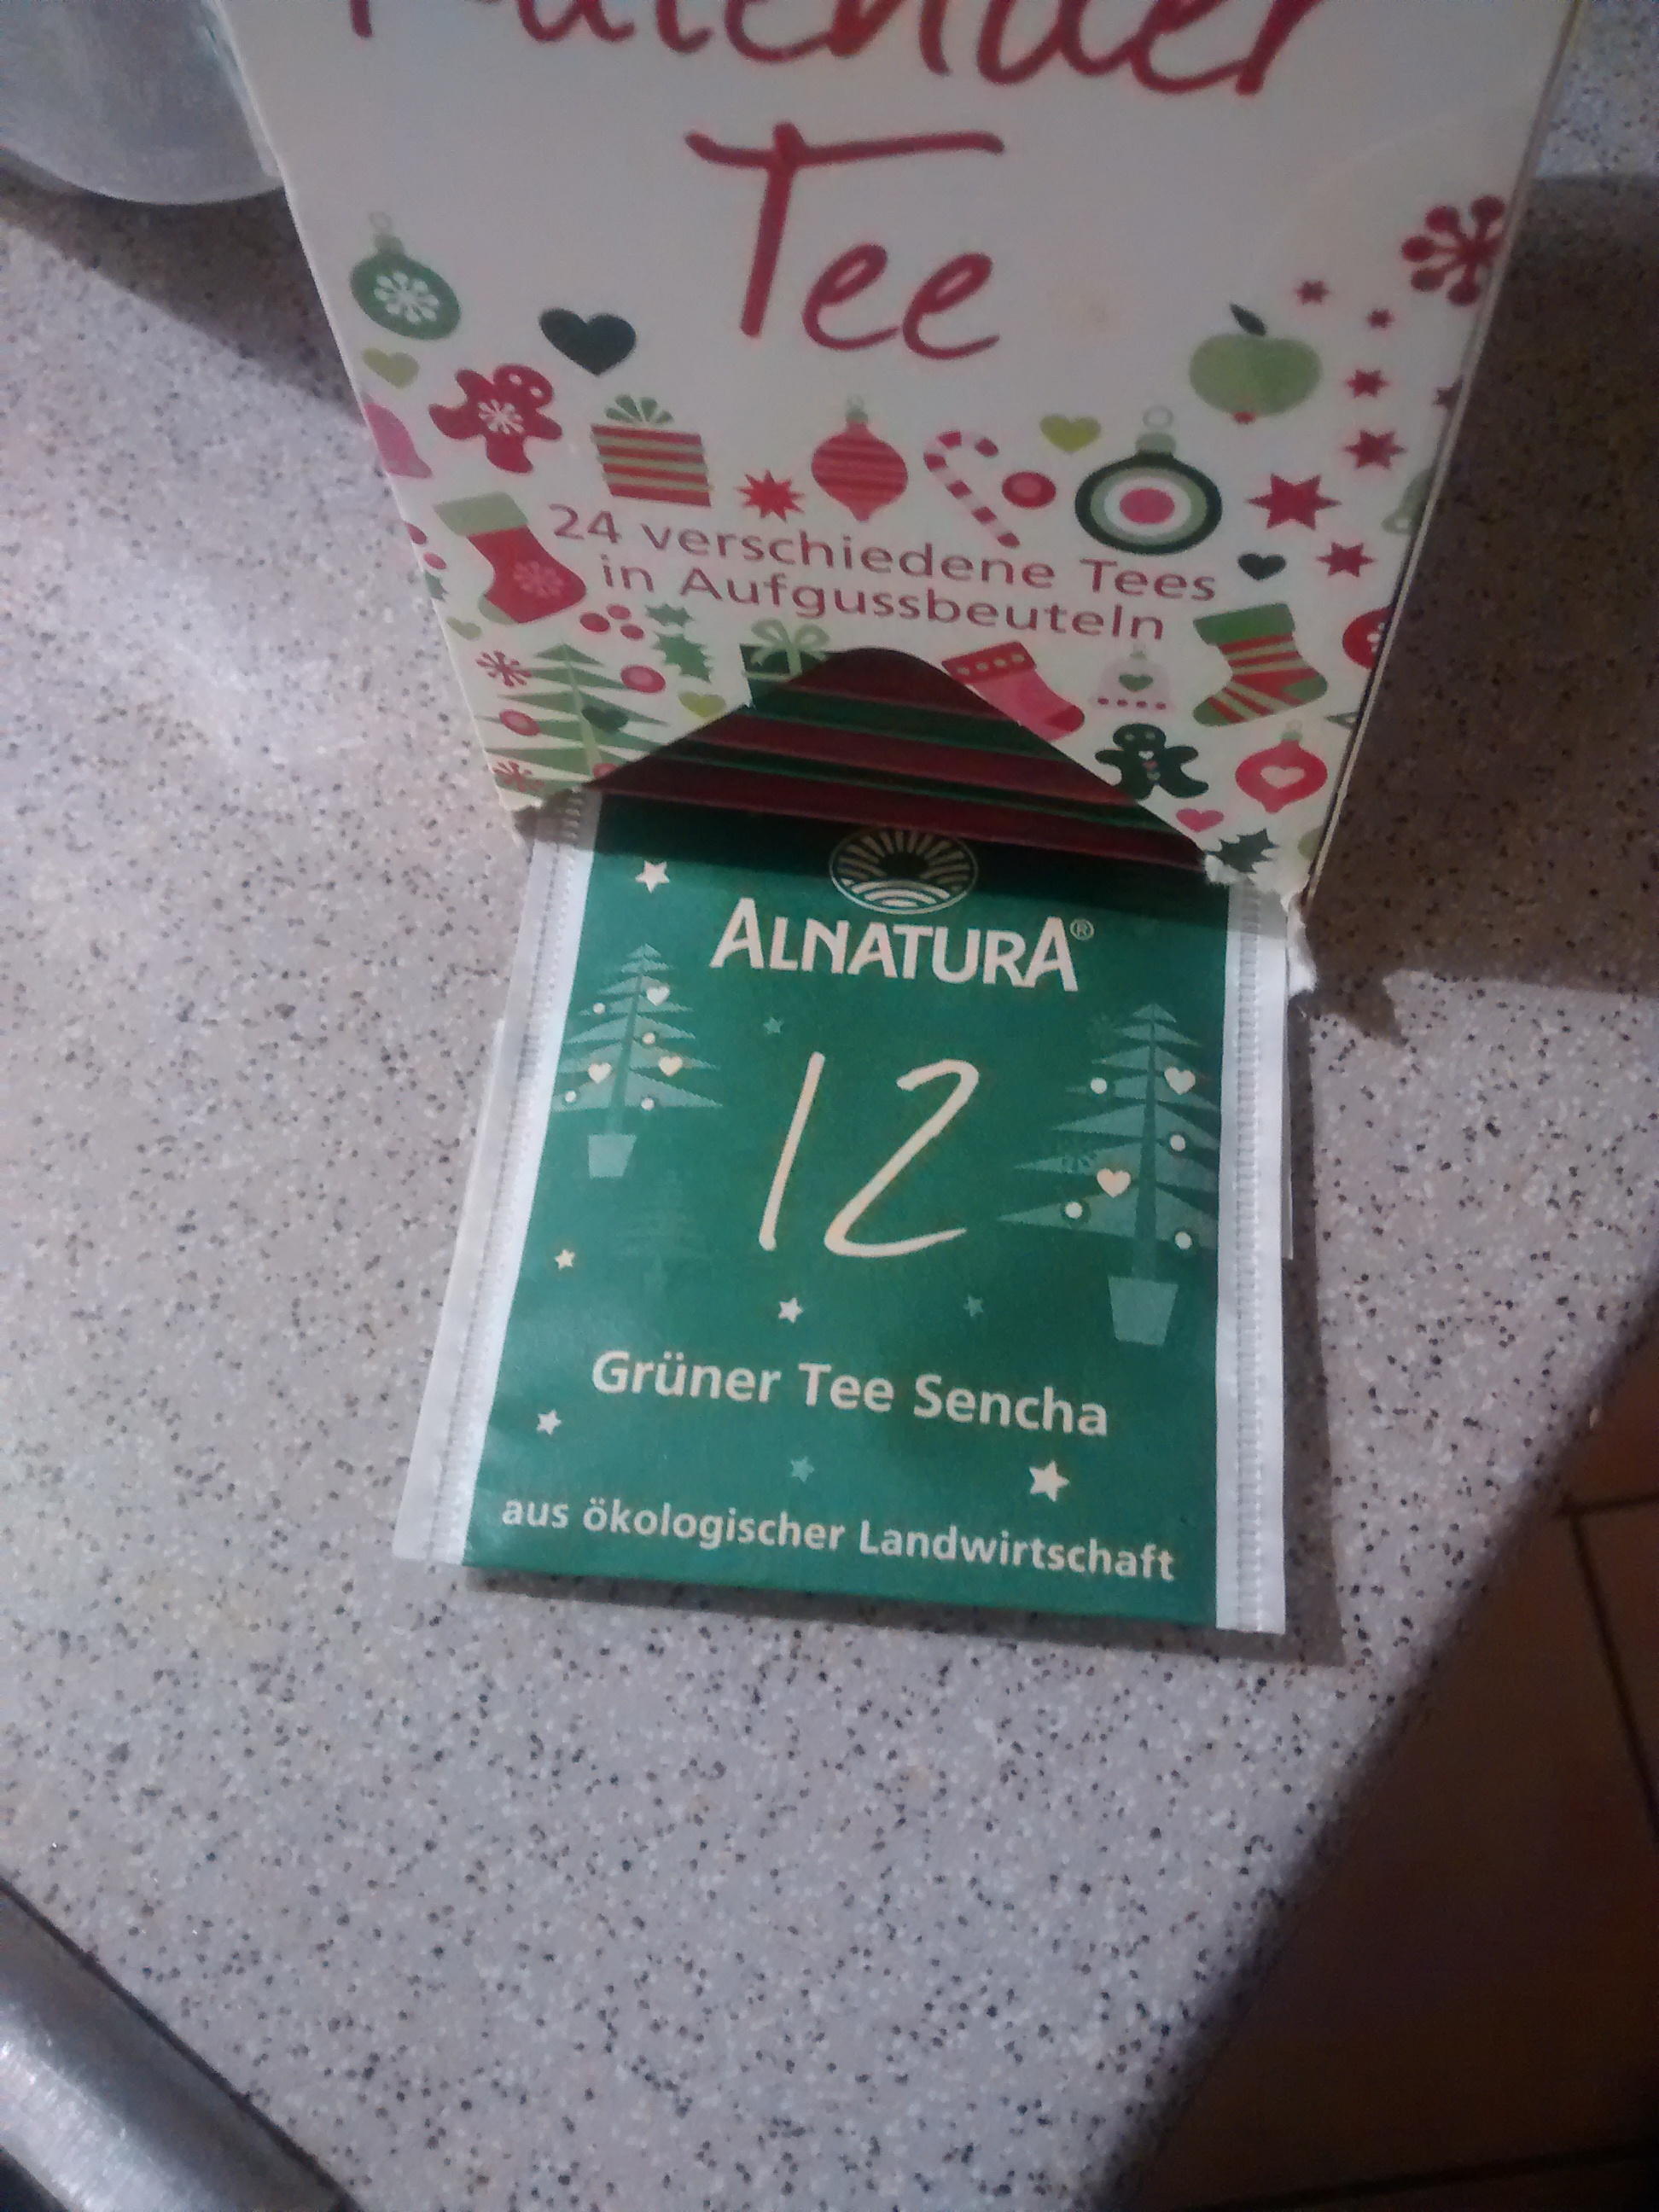 Tee
24 verschiedene Tees
in Aufgussbeuteln
ALNATURA®
12
Grüner Tee Sencha
aus ökologischer Landwirtschaft